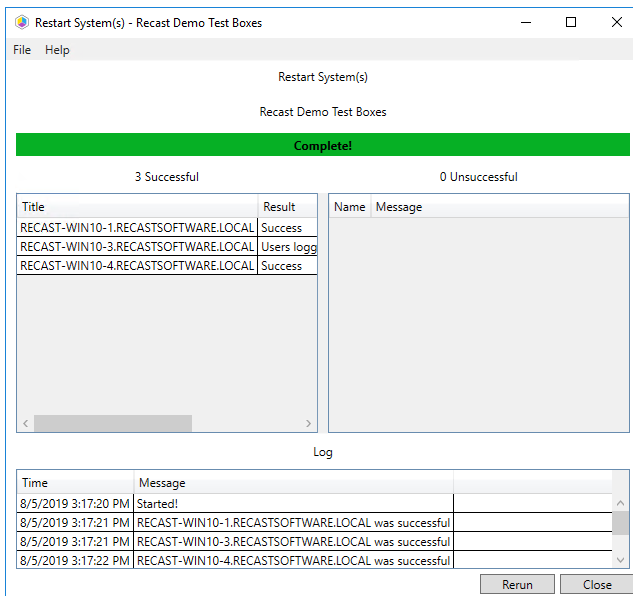 Restart System(s) - Recast Demo Test Boxes
File Help
Restart System(s)
Recast Demo Test Boxes
Complete!
3 Successful
0 Unsuccessful
Title Result
RECAST-WIN10-1.RECASTSOFTWARE.LOCAL Success
RECAST-WIN10-3.RECASTSOFTWARE.LOCAL Users logg
RECAST-WIN10-4.RECASTSOFTWARE.LOCAL Success
Name Message
Log
Time Message
8/5/2019 3:17:20 PM Started!
8/5/2019 3:17:21 PM RECAST-WIN10-1.RECASTSOFTWARE.LOCAL was successful
8/5/2019 3:17:21 PM RECAST-WIN10-3.RECASTSOFTWARE.LOCAL was successful
8/5/2019 3:17:22 PM RECAST-WIN10-4.RECASTSOFTWARE.LOCAL was successful
Rerun Close